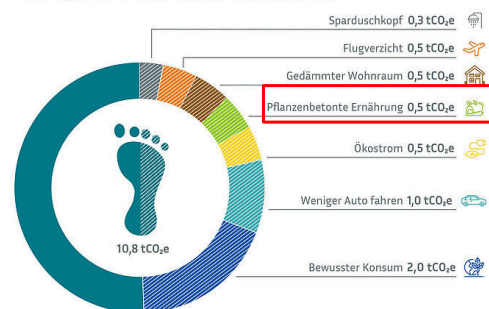 Sparduschkopf 0,3 tCO₂e
Flugverzicht 0,5 tCO₂e
Gedämmter Wohnraum 0,5 tCO₂e
Pflanzenbetonte Ernährung 0,5 tCO₂e
Ökostrom 0,5 tCO₂e
Weniger Auto fahren 1,0 tCO₂e
10,8 tCO₂e
Bewusster Konsum 2,0 tCO₂e